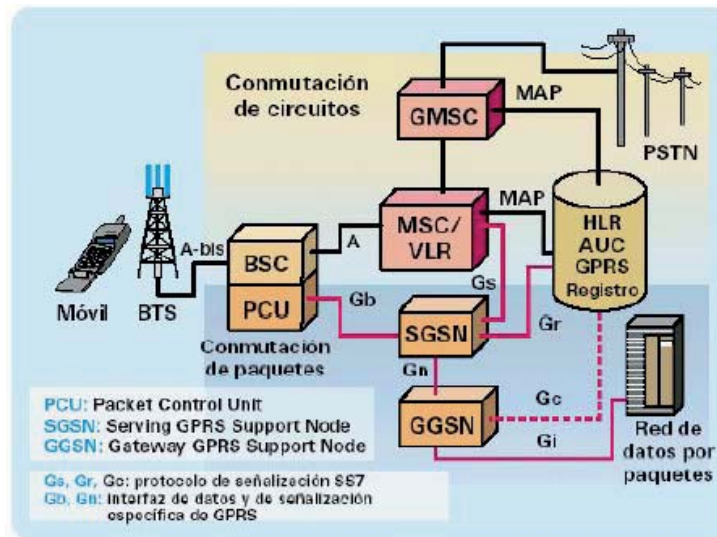 Conmutación
de circuitos
GMSC
MAP
PSTN
MSC/
VLR
MAP
HLR
AUC
GPRS
Registro
A-bis
A
BSC
PCU
Móvil
BTS
Gb
Gs
Gr
SGSN
Conmutación
de paquetes
Gn
Gc
GGSN
Gi
Red de
datos por
paquetes
PCU: Packet Control Unit
SGSN: Serving GPRS Support Node
GGSN: Gateway GPRS Support Node
Gs, Gr, Gc: protocolo de señalización SS7
Gb, Gn: Interfaz de datos y de señalización
específica de GPRS